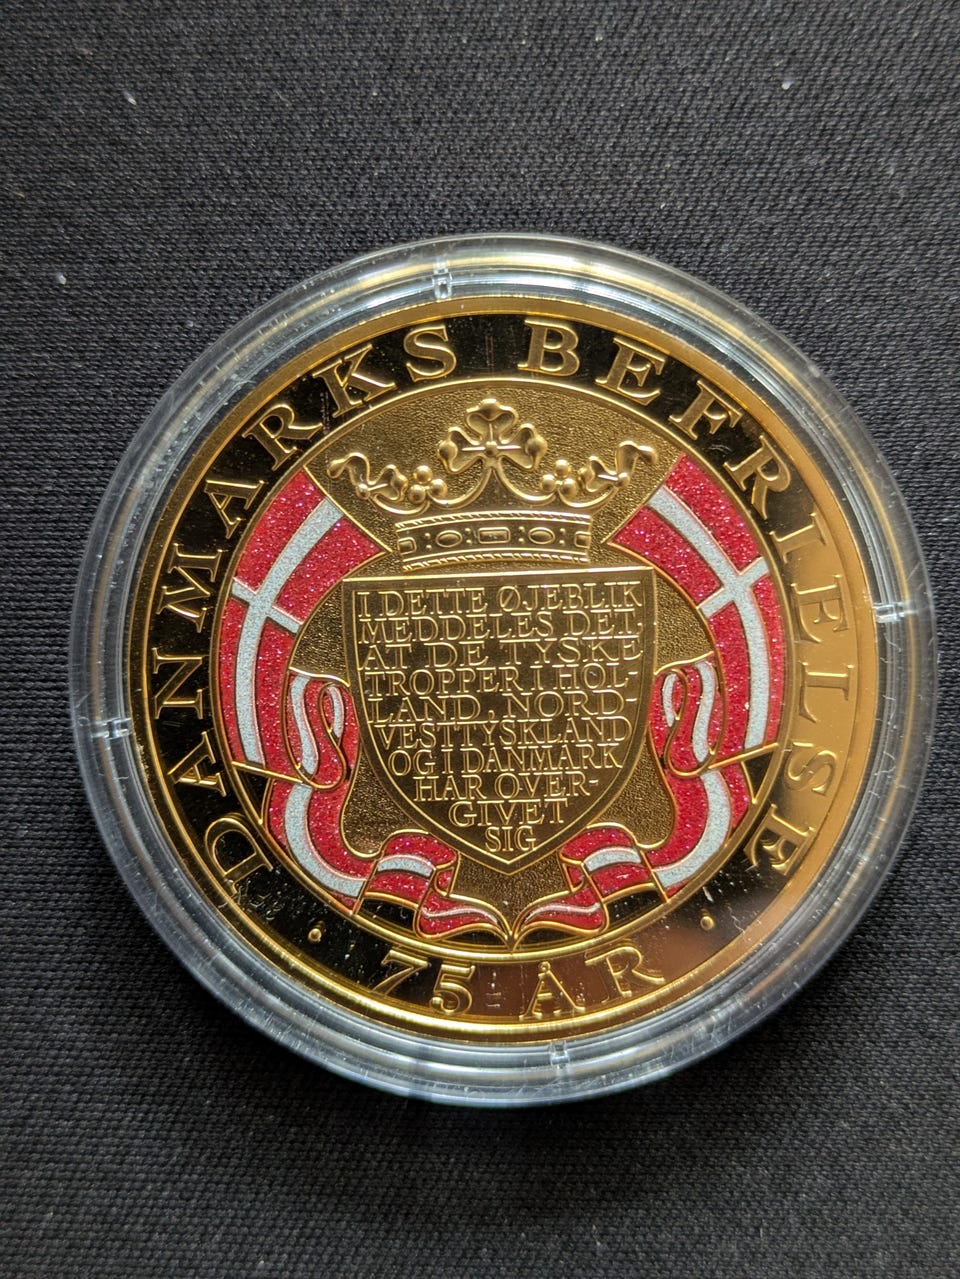 DANMARKS BEFRIELSE
I DETTE ØJEBLIK
MEDDELES DET,
AT DE TYSKE
TROPPER I HOL-
LAND, NORD-
VESTTYSKLAND
OG I DANMARK
HAR OVER-
GIVET
SIG
· 75 ÅR ·